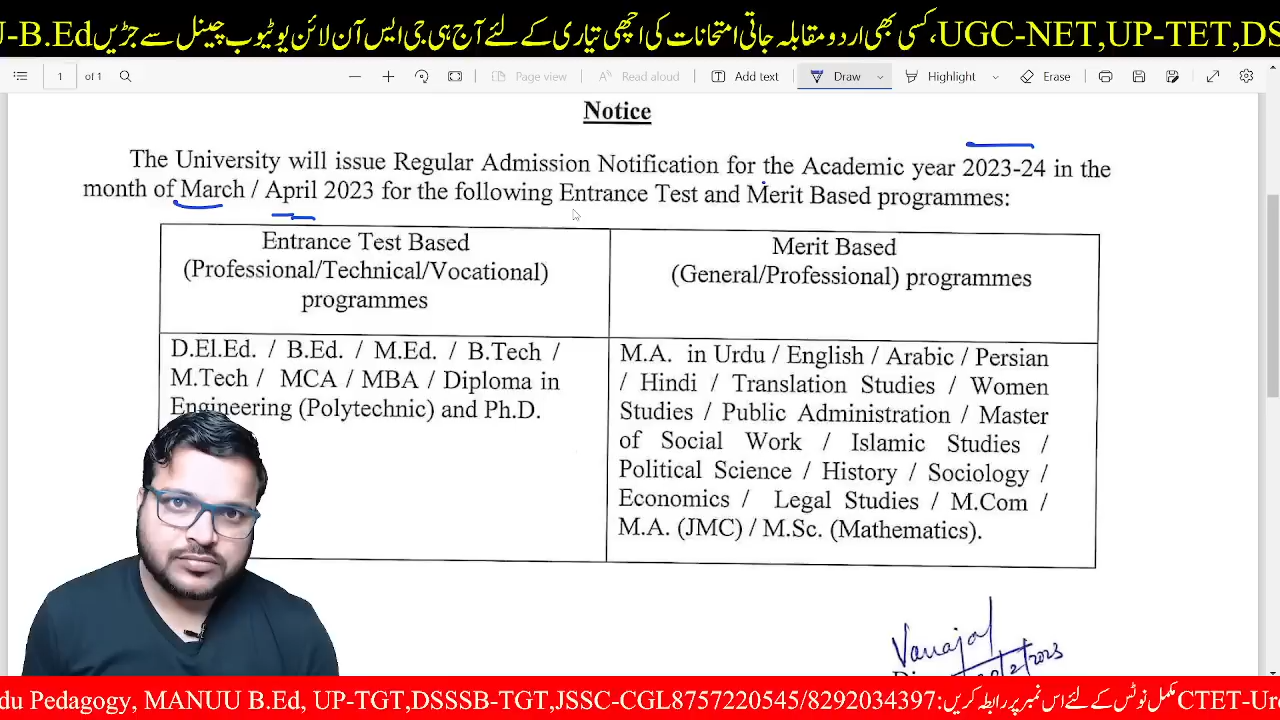 کسی بھی اردو مقابلہ جاتی امتحانات کی اچھی تیاری کے لئے آج ہی جی ایس آن لائن یوٹیوب چینل سے جڑیں UGC-NET,UP-TET,DS ،U-B.Ed
1 of 1 Page view Read aloud Add text Draw Highlight Erase
Notice
The University will issue Regular Admission Notification for the Academic year 2023-24 in the
month of March / April 2023 for the following Entrance Test and Merit Based programmes:
Entrance Test Based
(Professional/Technical/Vocational)
programmes
Merit Based
(General/Professional) programmes
D.El.Ed. / B.Ed. / M.Ed. / B.Tech /
M.Tech / MCA / MBA / Diploma in
Engineering (Polytechnic) and Ph.D.
M.A. in Urdu / English / Arabic / Persian
/ Hindi / Translation Studies / Women
Studies / Public Administration / Master
of Social Work / Islamic Studies /
Political Science / History / Sociology /
Economics / Legal Studies / M.Com /
M.A. (JMC) / M.Sc. (Mathematics).
du Pedagogy, MANUU B.Ed, UP-TGT,DSSSB-TGT,JSSC-CGL8757220545/8292034397:مکمل نوٹس کے لئے اس نمبر پر رابطہ کریں CTET-Urd